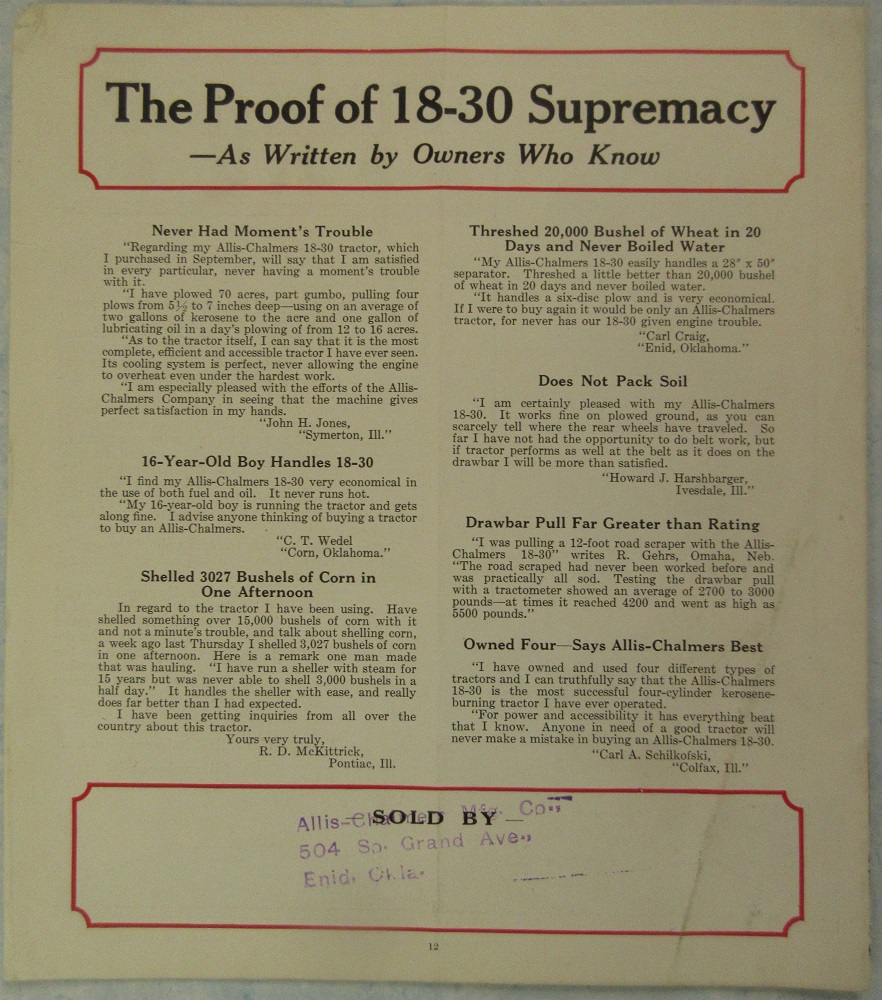 The Proof of 18-30 Supremacy
—As Written by Owners Who Know
Never Had Moment's Trouble
"Regarding my Allis-Chalmers 18-30 tractor, which
I purchased in September, will say that I am satisfied
in every particular, never having a moment's trouble
with it.
"I have plowed 70 acres, part gumbo, pulling four
plows from 5½ to 7 inches deep—using on an average of
two gallons of kerosene to the acre and one gallon of
lubricating oil in a day's plowing of from 12 to 16 acres.
"As to the tractor itself, I can say that it is the most
complete, efficient and accessible tractor I have ever seen.
Its cooling system is perfect, never allowing the engine
to overheat even under the hardest work.
"I am especially pleased with the efforts of the Allis-
Chalmers Company in seeing that the machine gives
perfect satisfaction in my hands.
"John H. Jones,
"Symerton, Ill."
16-Year-Old Boy Handles 18-30
"I find my Allis-Chalmers 18-30 very economical in
the use of both fuel and oil. It never runs hot.
"My 16-year-old boy is running the tractor and gets
along fine. I advise anyone thinking of buying a tractor
to buy an Allis-Chalmers.
"C. T. Wedel
"Corn, Oklahoma."
Shelled 3027 Bushels of Corn in
One Afternoon
In regard to the tractor I have been using. Have
shelled something over 15,000 bushels of corn with it
and not a minute's trouble, and talk about shelling corn,
a week ago last Thursday I shelled 3,027 bushels of corn
in one afternoon. Here is a remark one man made
that was hauling. "I have run a sheller with steam for
15 years but was never able to shell 3,000 bushels in a
half day." It handles the sheller with ease, and really
does far better than I had expected.
I have been getting inquiries from all over the
country about this tractor.
Yours very truly,
R. D. McKittrick,
Pontiac, Ill.
Threshed 20,000 Bushel of Wheat in 20
Days and Never Boiled Water
"My Allis-Chalmers 18-30 easily handles a 28″ x 50″
separator. Threshed a little better than 20,000 bushel
of wheat in 20 days and never boiled water.
"It handles a six-disc plow and is very economical.
If I were to buy again it would be only an Allis-Chalmers
tractor, for never has our 18-30 given engine trouble.
"Carl Craig,
"Enid, Oklahoma."
Does Not Pack Soil
"I am certainly pleased with my Allis-Chalmers
18-30. It works fine on plowed ground, as you can
scarcely tell where the rear wheels have traveled. So
far I have not had the opportunity to do belt work, but
if tractor performs as well at the belt as it does on the
drawbar I will be more than satisfied.
"Howard J. Harshbarger,
Ivesdale, Ill."
Drawbar Pull Far Greater than Rating
"I was pulling a 12-foot road scraper with the Allis-
Chalmers 18-30" writes R. Gehrs, Omaha, Neb.
"The road scraped had never been worked before and
was practically all sod. Testing the drawbar pull
with a tractometer showed an average of 2700 to 3000
pounds—at times it reached 4200 and went as high as
5500 pounds."
Owned Four—Says Allis-Chalmers Best
"I have owned and used four different types of
tractors and I can truthfully say that the Allis-Chalmers
18-30 is the most successful four-cylinder kerosene-
burning tractor I have ever operated.
"For power and accessibility it has everything beat
that I know. Anyone in need of a good tractor will
never make a mistake in buying an Allis-Chalmers 18-30.
"Carl A. Schilkofski,
"Colfax, Ill."
—SOLD BY—
Allis-Chalmers Mfg. Co.
504 So. Grand Ave.
Enid, Okla.
12